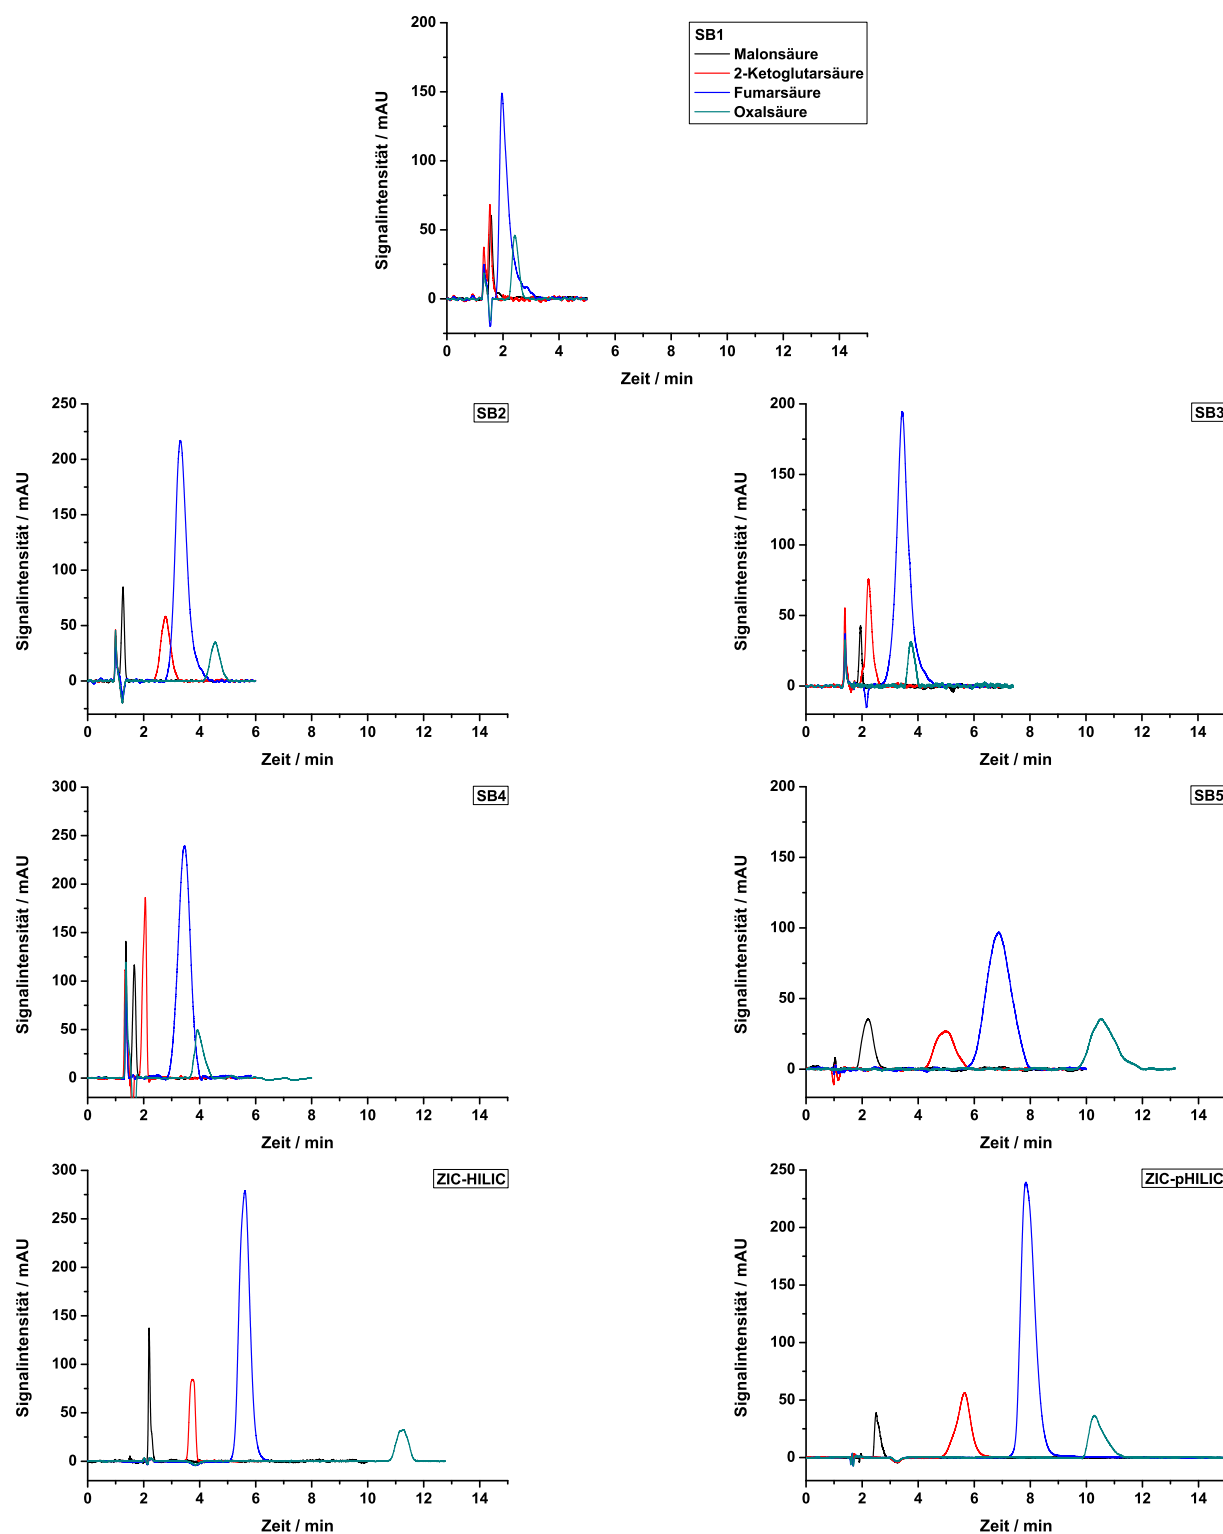 200
150
100
50
0
Signalintensität / mAU
0 2 4 6 8 10 12 14
Zeit / min
SB1
Malonsäure
2-Ketoglutarsäure
Fumarsäure
Oxalsäure
250
200
150
100
50
0
Signalintensität / mAU
0 2 4 6 8 10 12 14
Zeit / min
SB2
200
150
100
50
0
Signalintensität / mAU
0 2 4 6 8 10 12 14
Zeit / min
SB3
300
250
200
150
100
50
0
Signalintensität / mAU
0 2 4 6 8 10 12 14
Zeit / min
SB4
200
150
100
50
0
Signalintensität / mAU
0 2 4 6 8 10 12 14
Zeit / min
SB5
300
250
200
150
100
50
0
Signalintensität / mAU
0 2 4 6 8 10 12 14
Zeit / min
ZIC-HILIC
250
200
150
100
50
0
Signalintensität / mAU
0 2 4 6 8 10 12 14
Zeit / min
ZIC-pHILIC